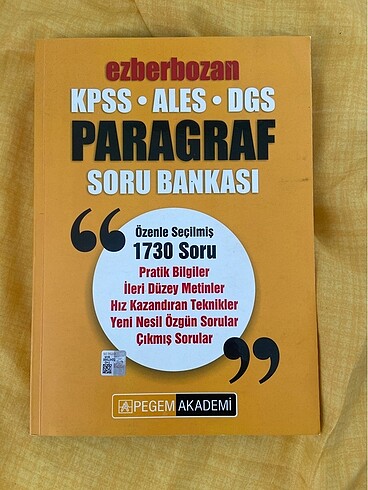 ezberbozan
KPSS • ALES • DGS
PARAGRAF
SORU BANKASI
Özenle Seçilmiş
1730 Soru
Pratik Bilgiler
İleri Düzey Metinler
Hız Kazandıran Teknikler
Yeni Nesil Özgün Sorular
Çıkmış Sorular
PEGEM AKADEMİ